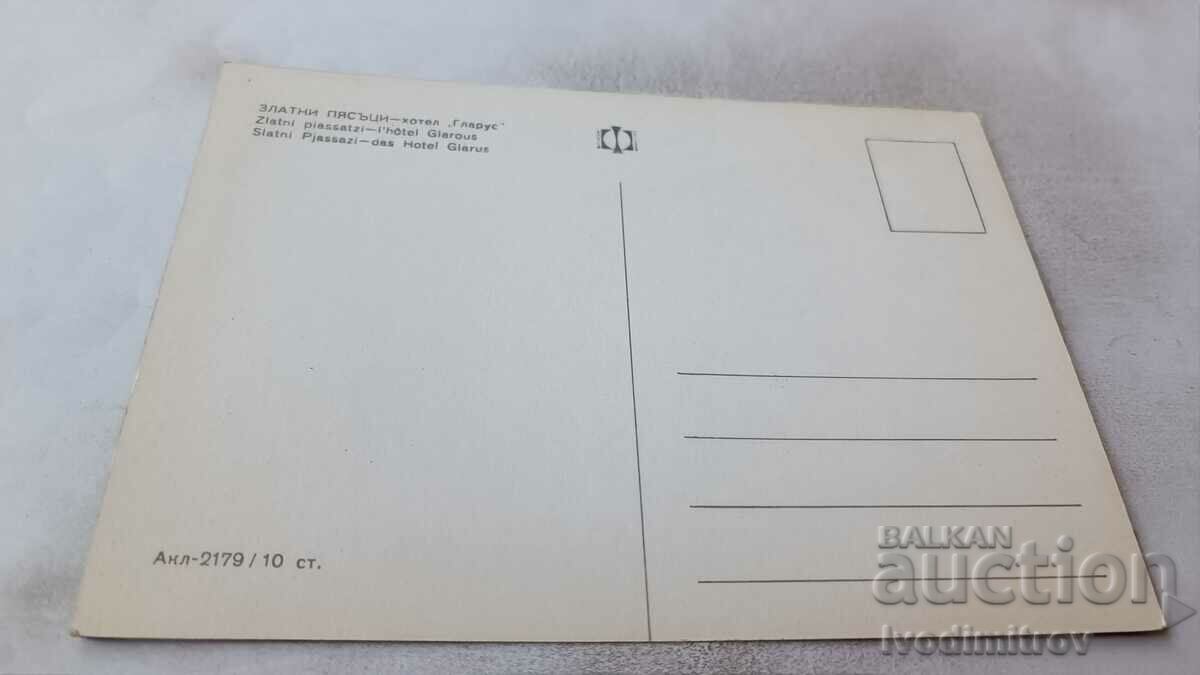 ЗЛАТНИ ПЯСЪЦИ—хотел „Гларус"
Zlatni piassatzi—l'hôtel Glarous
Slatni Pjassazi—das Hotel Glarus
Акл-2179/10 ст.
BALKAN
auction
Ivodimitrov